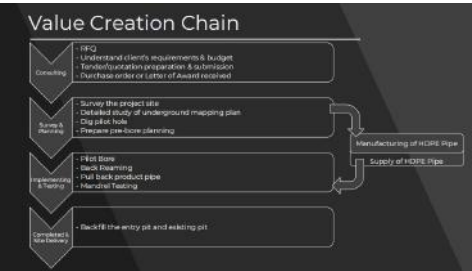 Value Creation Chain
Consulting
- RFQ
- Understand client's requirements & budget
- Tender/quotation preparation & submission
- Purchase order or Letter of Award received
Survey &
Planning
- Survey the project site
- Detailed study of underground mapping plan
- Dig pilot hole
- Prepare pre-bore planning
Manufacturing of HDPE Pipe
Supply of HDPE Pipe
Implementing
& Testing
- Pilot Bore
- Back Reaming
- Pull back product pipe
- Mandrel Testing
Completed &
Site Delivery
- Backfill the entry pit and existing pit